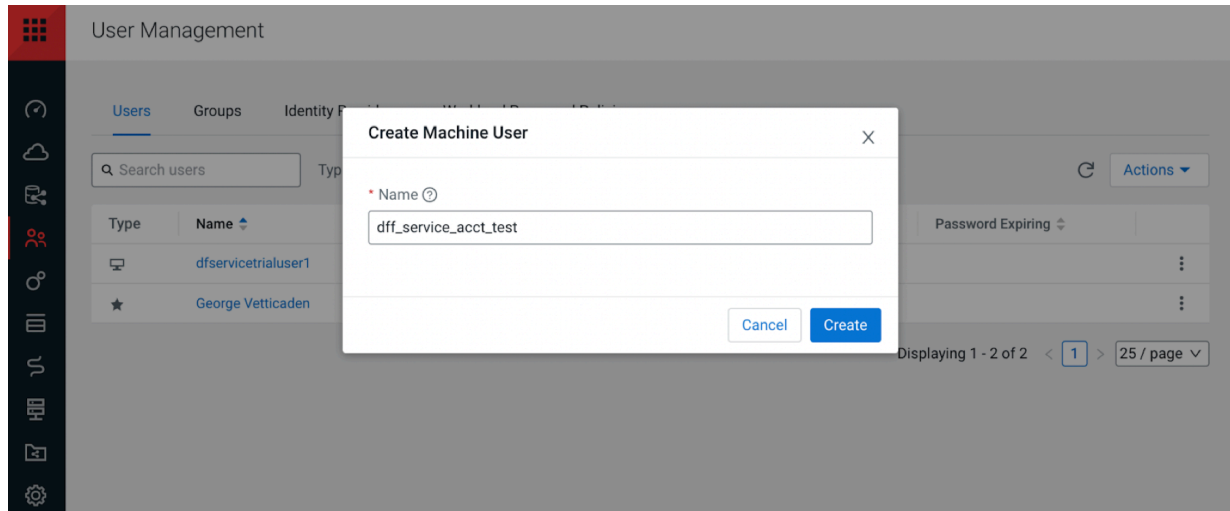 User Management
Users Groups Identity
Create Machine User
Search users
Actions
* Name
dff_service_acct_test
Type Name Password Expiring
dfservicetrialuser1
George Vetticaden
Cancel Create
Displaying 1 - 2 of 2 < 1 > 25 / page